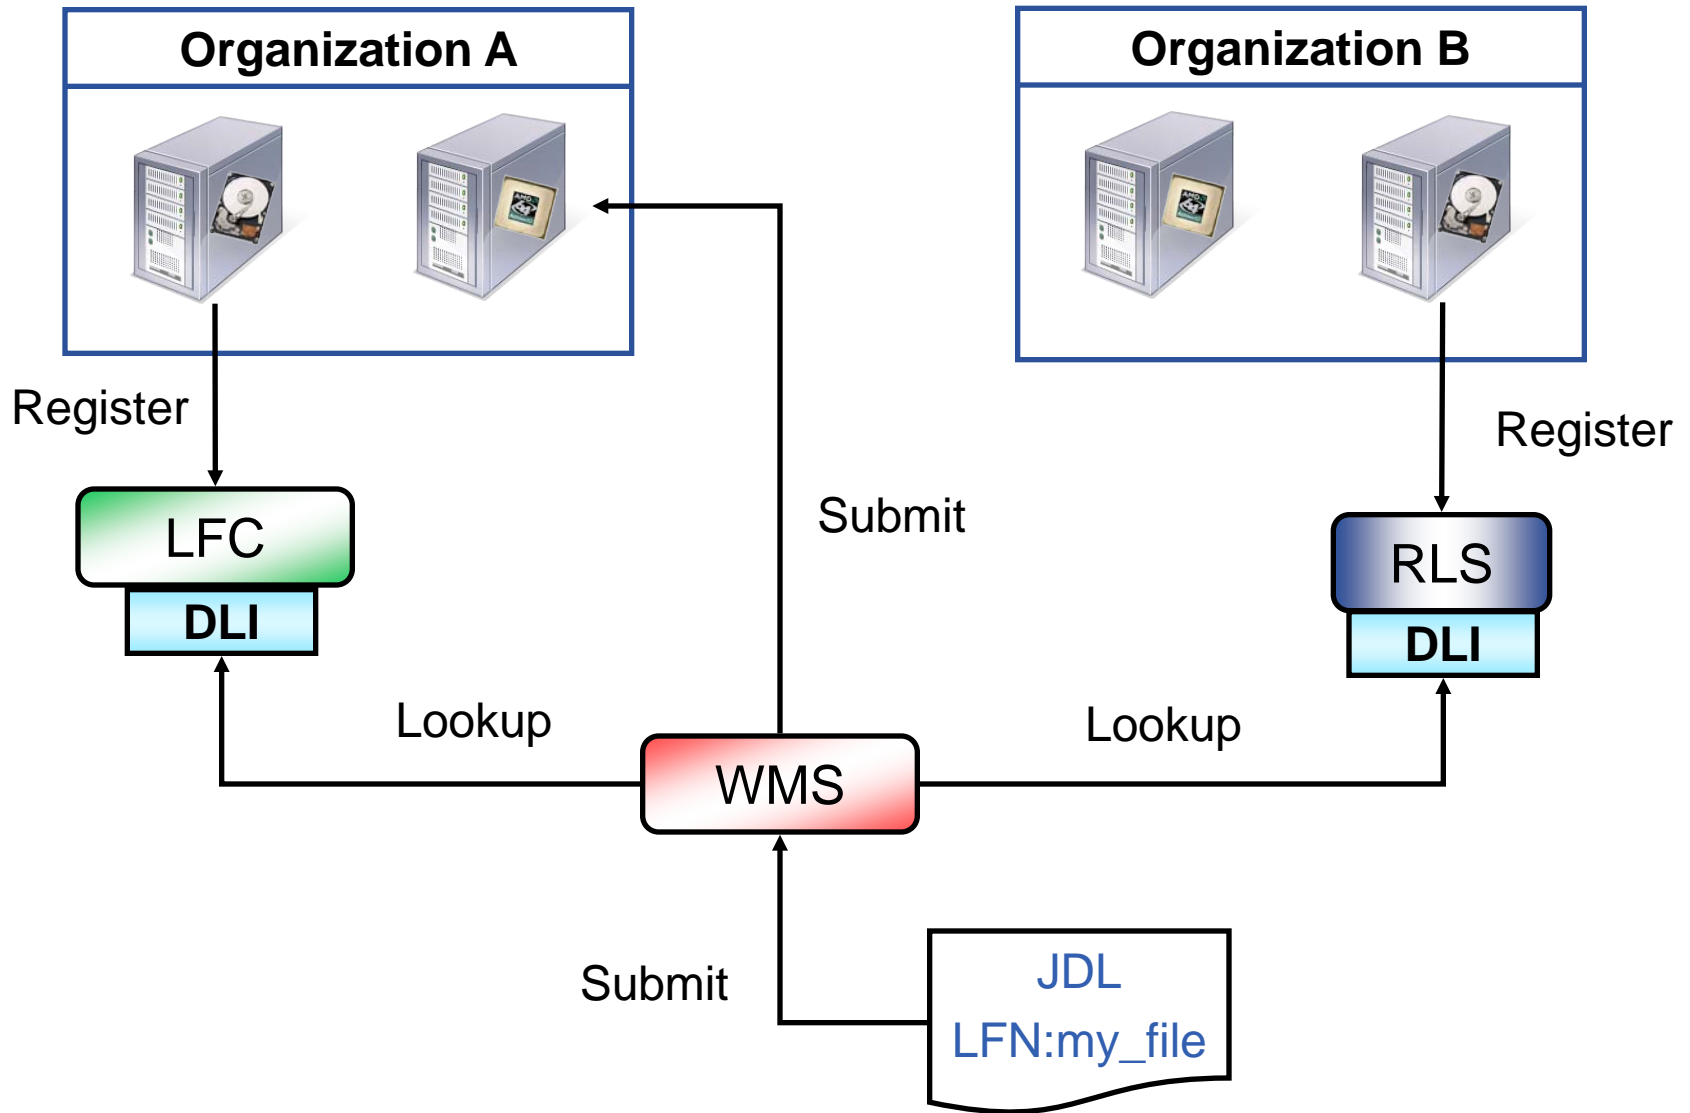 Organization A
Organization B
Register
Register
LFC
DLI
Submit
RLS
DLI
Lookup
Lookup
WMS
Submit
JDL
LFN:my_file